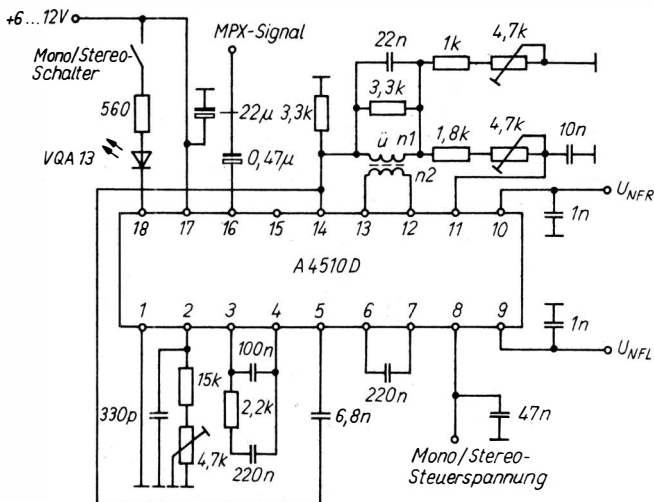 +6...12V
MPX-Signal
Mono/Stereo-
Schalter
22n
1k
4,7k
3,3k
560
22µ
3,3k
VQA13
0,47µ
ü n1
n2
1,8k
4,7k
10n
U_NFR
1n
18
17
16
15
14
13
12
11
10
A4510D
1
2
3
4
5
6
7
8
9
1n
U_NFL
330p
15k
4,7k
100n
2,2k
220n
6,8n
220n
47n
Mono/Stereo-
Steuerspannung